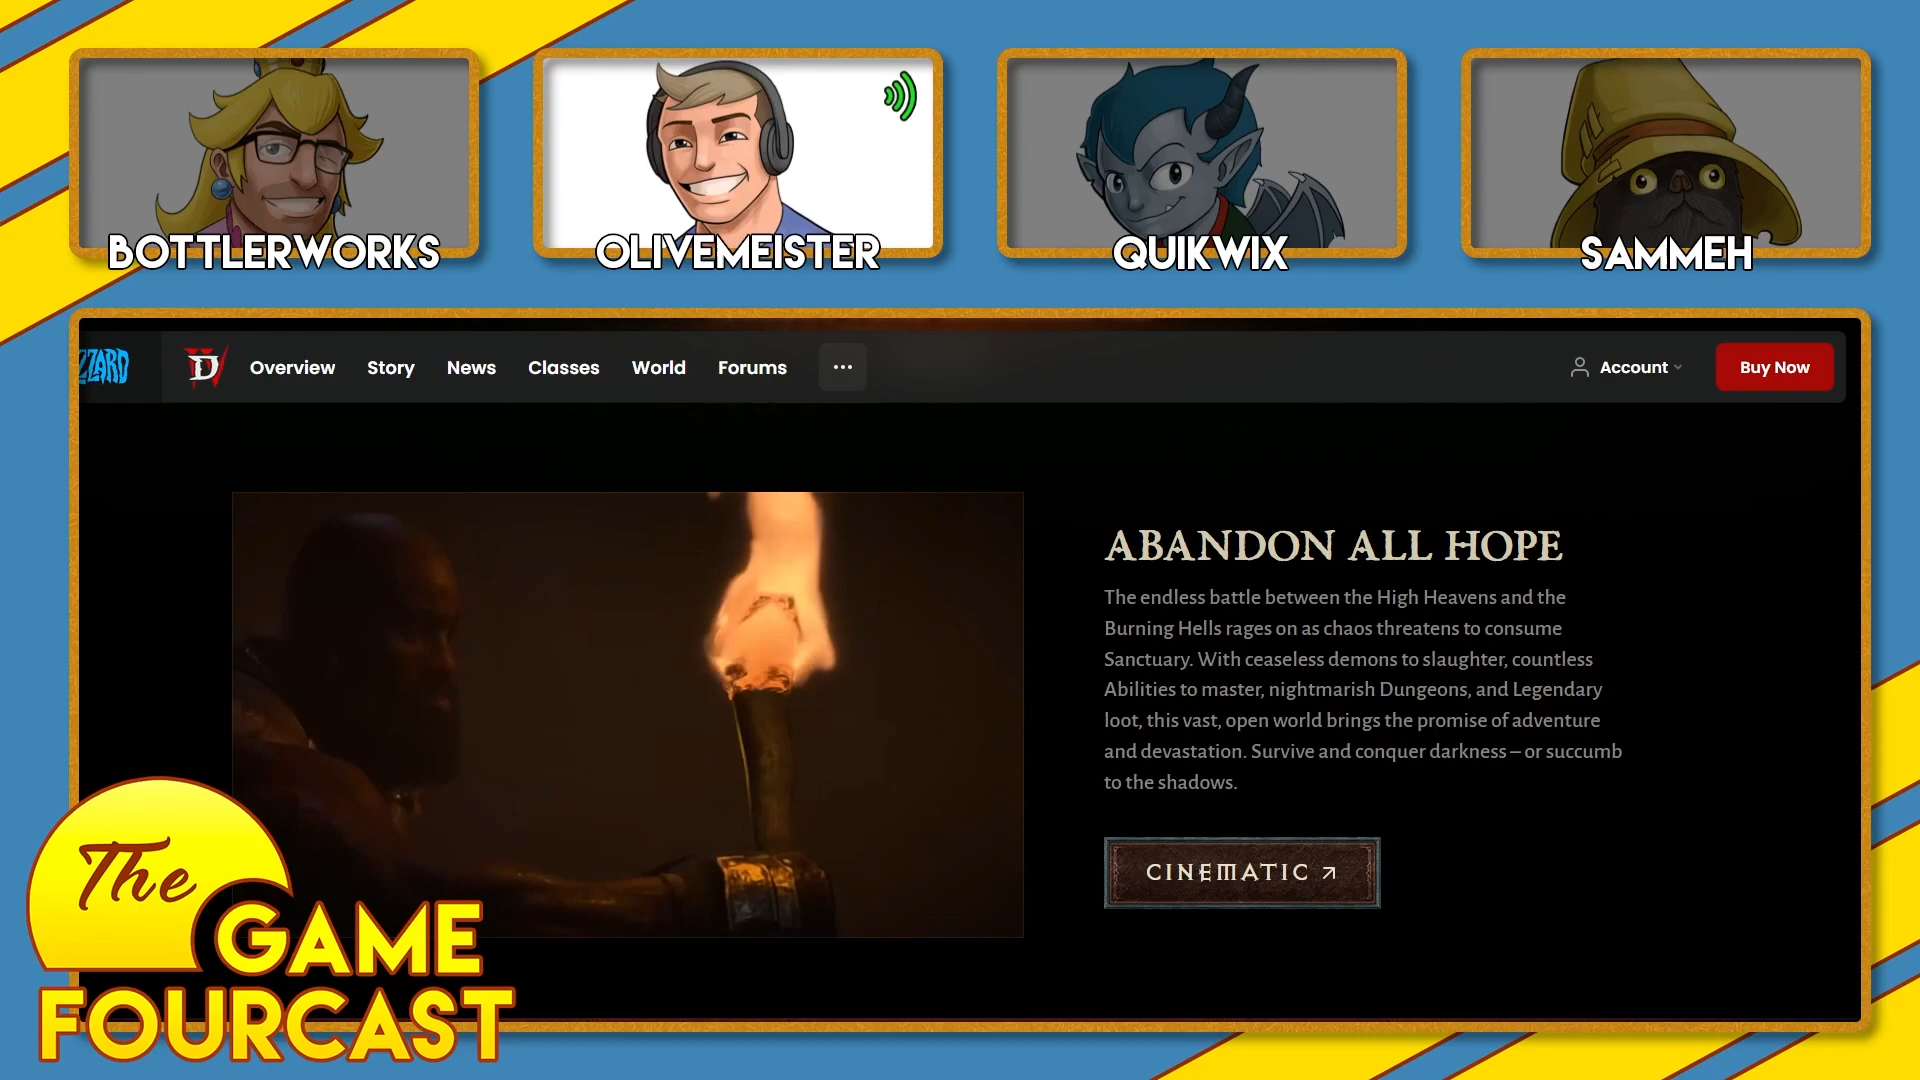 BOTTLERWORKS
OLIVEMEISTER
QUIKWIX
SAMMEH
ZZARD
D
Overview
Story
News
Classes
World
Forums
...
Account
Buy Now
ABANDON ALL HOPE
The endless battle between the High Heavens and the
Burning Hells rages on as chaos threatens to consume
Sanctuary. With ceaseless demons to slaughter, countless
Abilities to master, nightmarish Dungeons, and Legendary
loot, this vast, open world brings the promise of adventure
and devastation. Survive and conquer darkness – or succumb
to the shadows.
CINEMATIC
The
GAME
FOURCAST